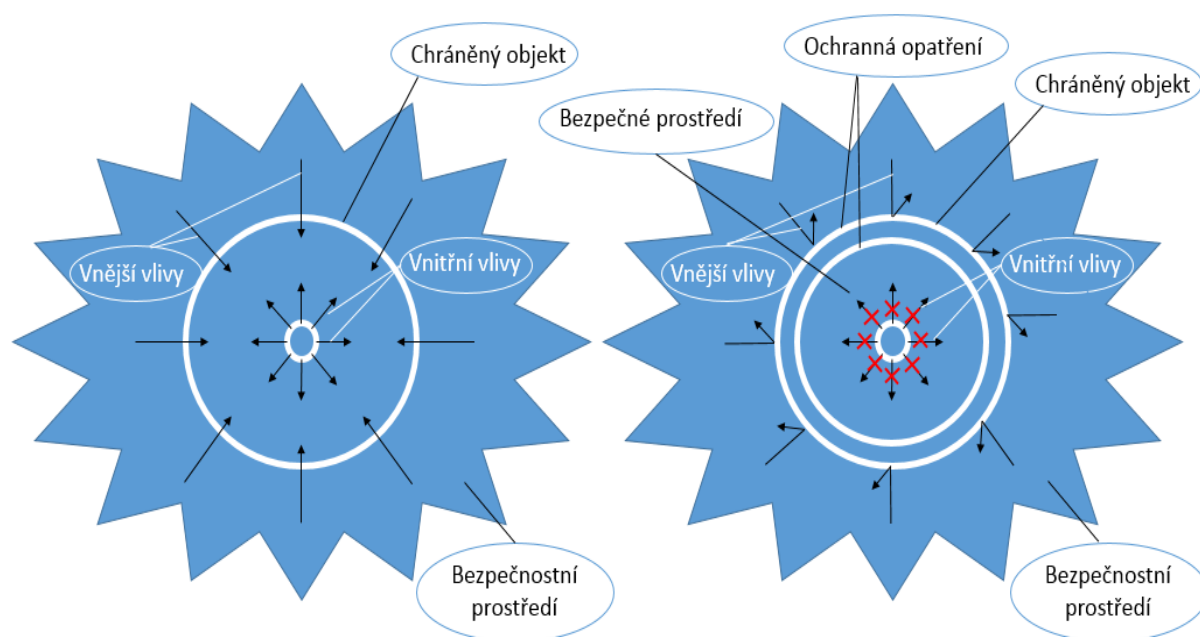 Chráněný objekt
Vnější vlivy
Vnitřní vlivy
Bezpečnostní
prostředí
Ochranná opatření
Chráněný objekt
Bezpečné prostředí
Vnější vlivy
Vnitřní vlivy
Bezpečnostní
prostředí